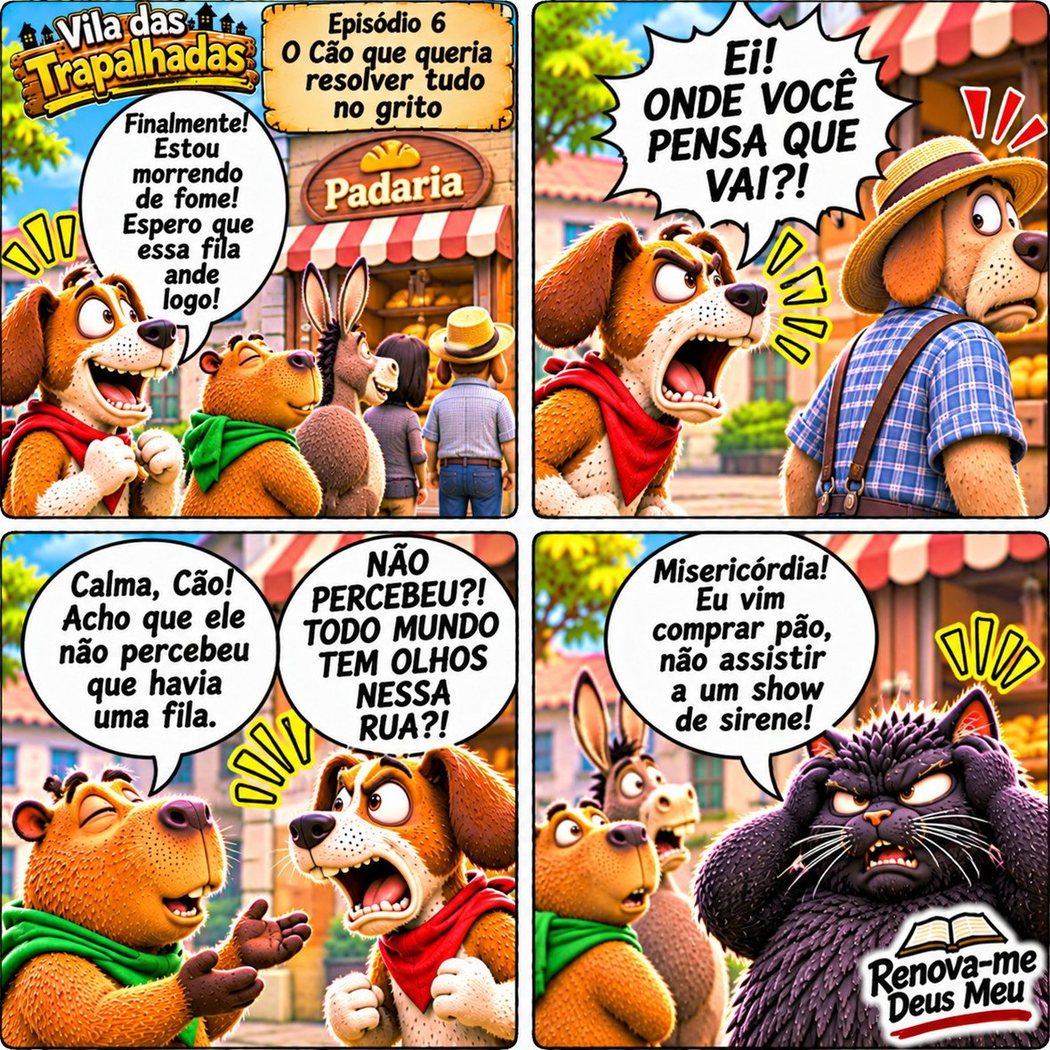 Vila das
Trapalhadas
Episódio 6
O Cão que queria
resolver tudo
no grito
Finalmente!
Estou
morrendo
de fome!
Espero que
essa fila
ande
logo!
Padaria
Ei!
ONDE VOCÊ
PENSA QUE
VAI?!
Calma, Cão!
Acho que ele
não percebeu
que havia
uma fila.
NÃO
PERCEBEU?!
TODO MUNDO
TEM OLHOS
NESSA
RUA?!
Misericórdia!
Eu vim
comprar pão,
não assistir
a um show
de sirene!
Renova-me
Deus Meu